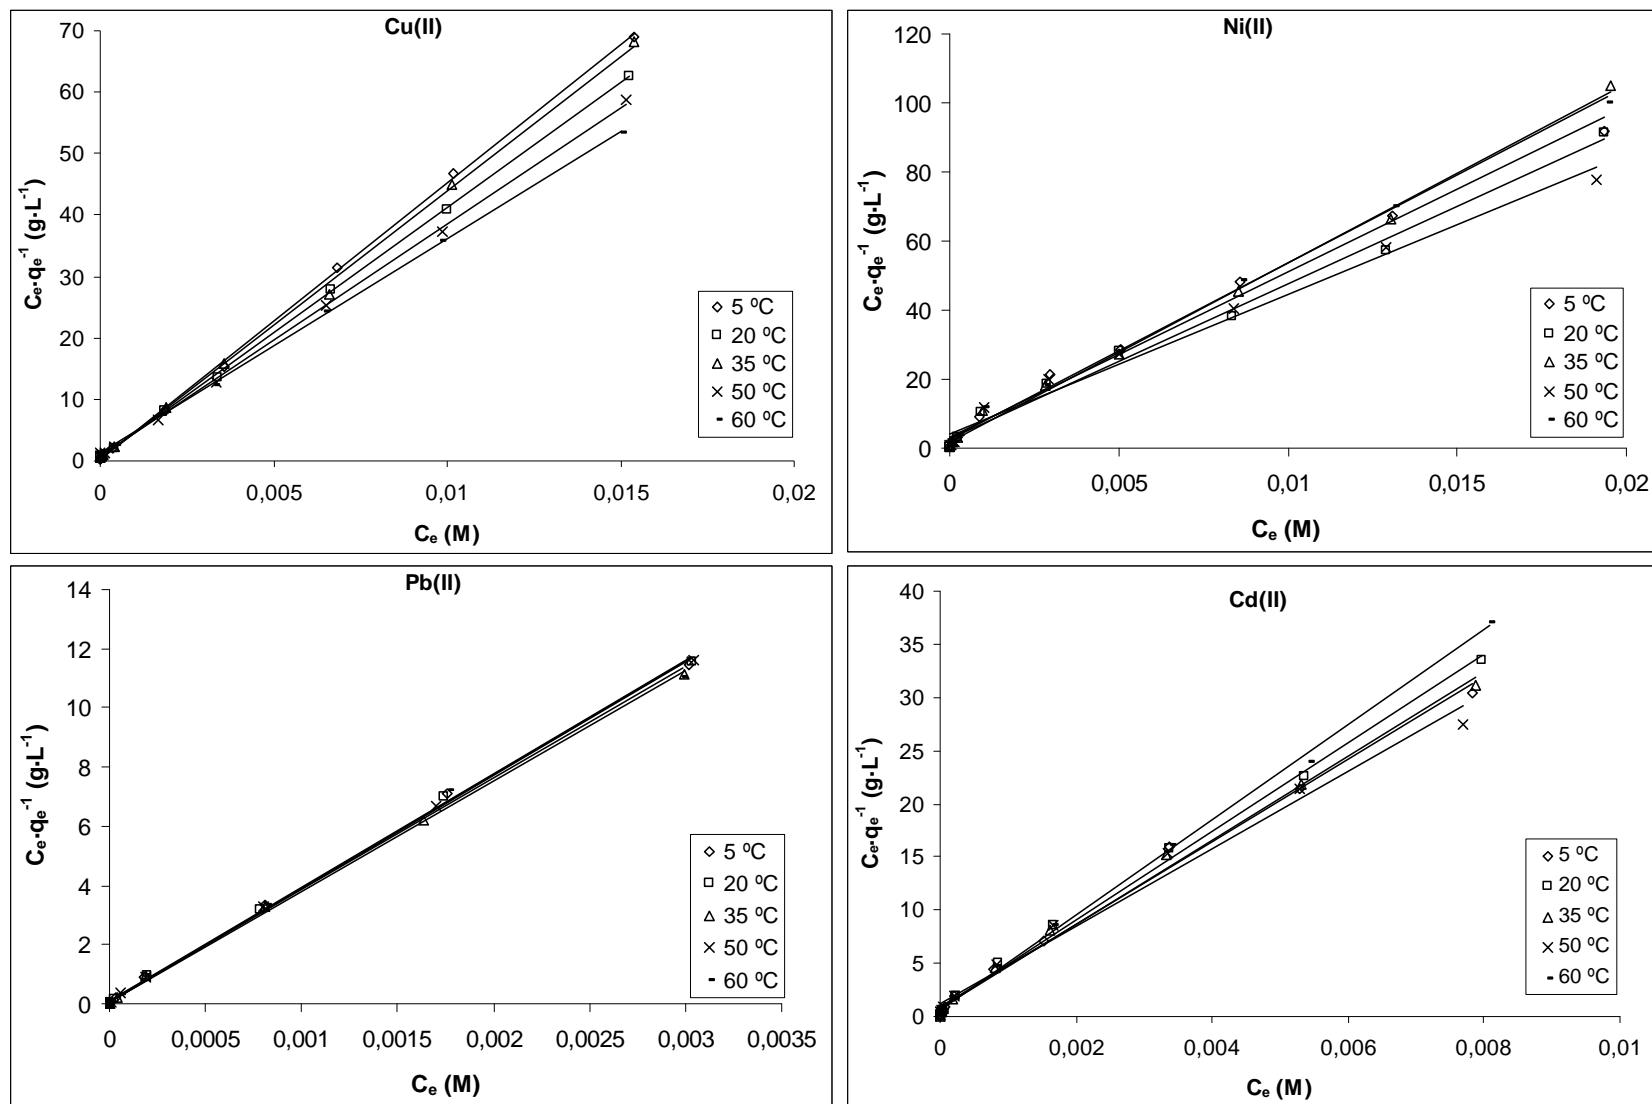 Cu(II)
70
60
50
40
30
20
10
0
Cₑ·qₑ⁻¹ (g·L⁻¹)
0 0,005 0,01 0,015 0,02
Cₑ (M)
5 ºC
20 ºC
35 ºC
50 ºC
60 ºC
Ni(II)
120
100
80
60
40
20
0
Cₑ·qₑ⁻¹ (g·L⁻¹)
0 0,005 0,01 0,015 0,02
Cₑ (M)
5 ºC
20 ºC
35 ºC
50 ºC
60 ºC
Pb(II)
14
12
10
8
6
4
2
0
Cₑ·qₑ⁻¹ (g·L⁻¹)
0 0,0005 0,001 0,0015 0,002 0,0025 0,003 0,0035
Cₑ (M)
5 ºC
20 ºC
35 ºC
50 ºC
60 ºC
Cd(II)
40
35
30
25
20
15
10
5
0
Cₑ·qₑ⁻¹ (g·L⁻¹)
0 0,002 0,004 0,006 0,008 0,01
Cₑ (M)
5 ºC
20 ºC
35 ºC
50 ºC
60 ºC